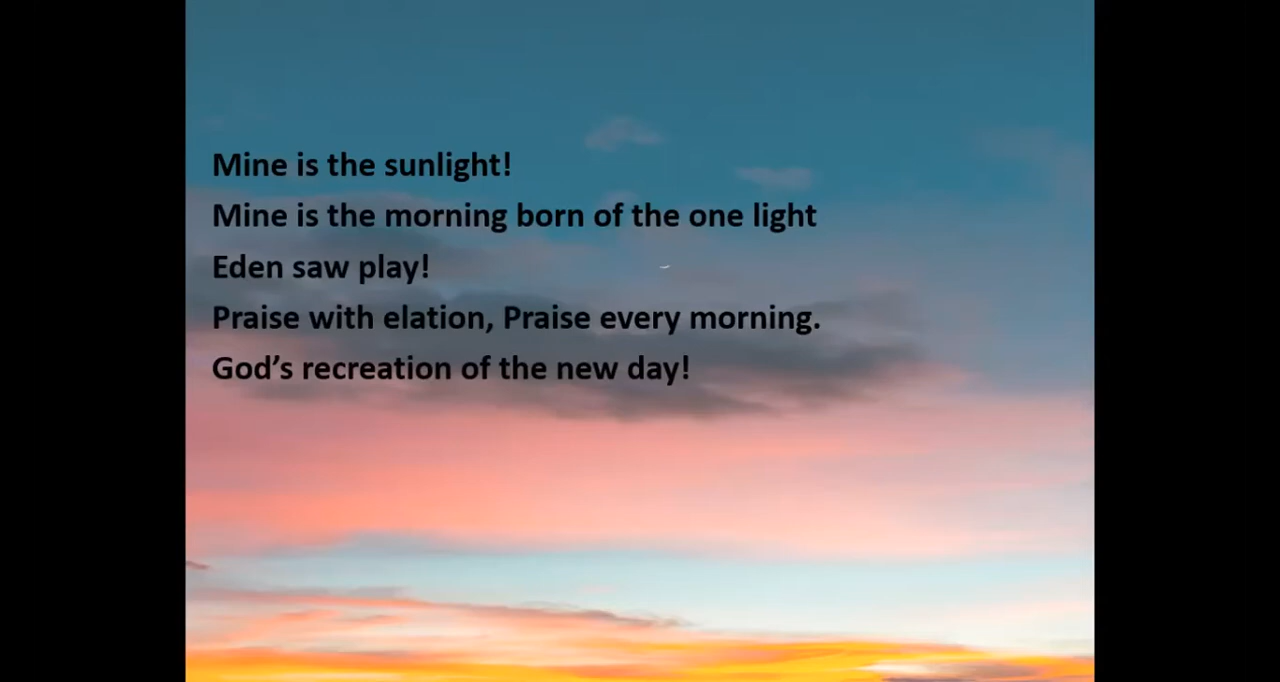 Mine is the sunlight!
Mine is the morning born of the one light
Eden saw play!
Praise with elation, Praise every morning.
God’s recreation of the new day!